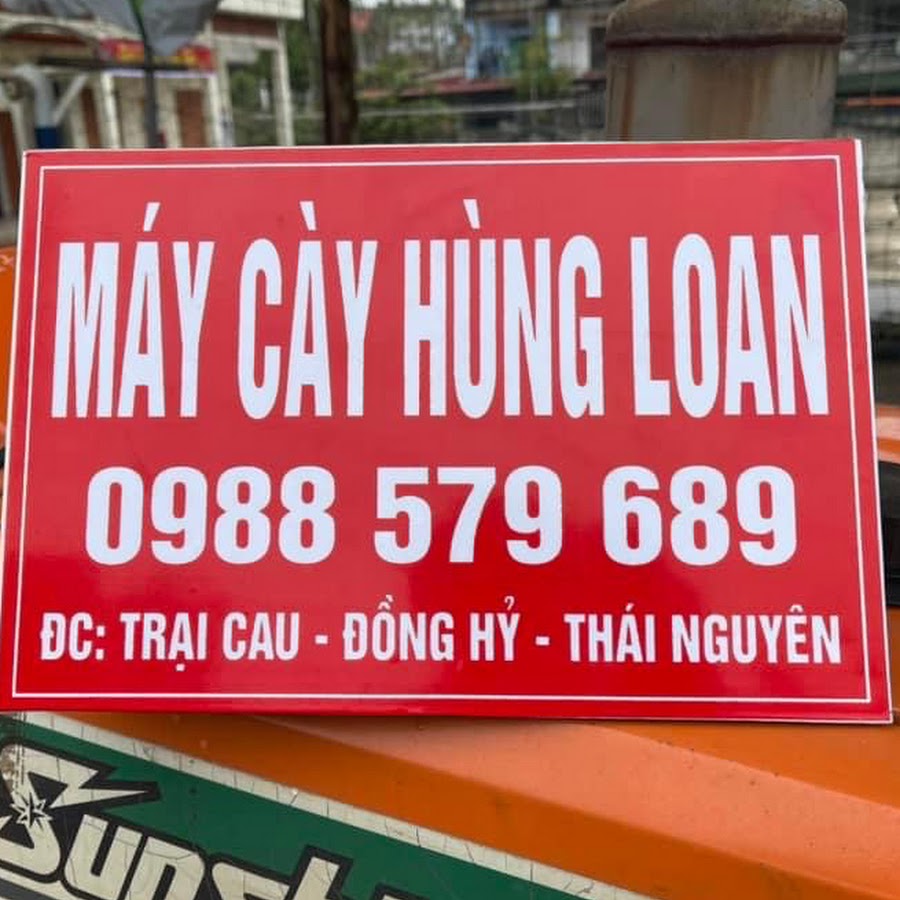 MÁY CÀY HÙNG LOAN
0988 579 689
ĐC: TRẠI CAU - ĐỒNG HỶ - THÁI NGUYÊN